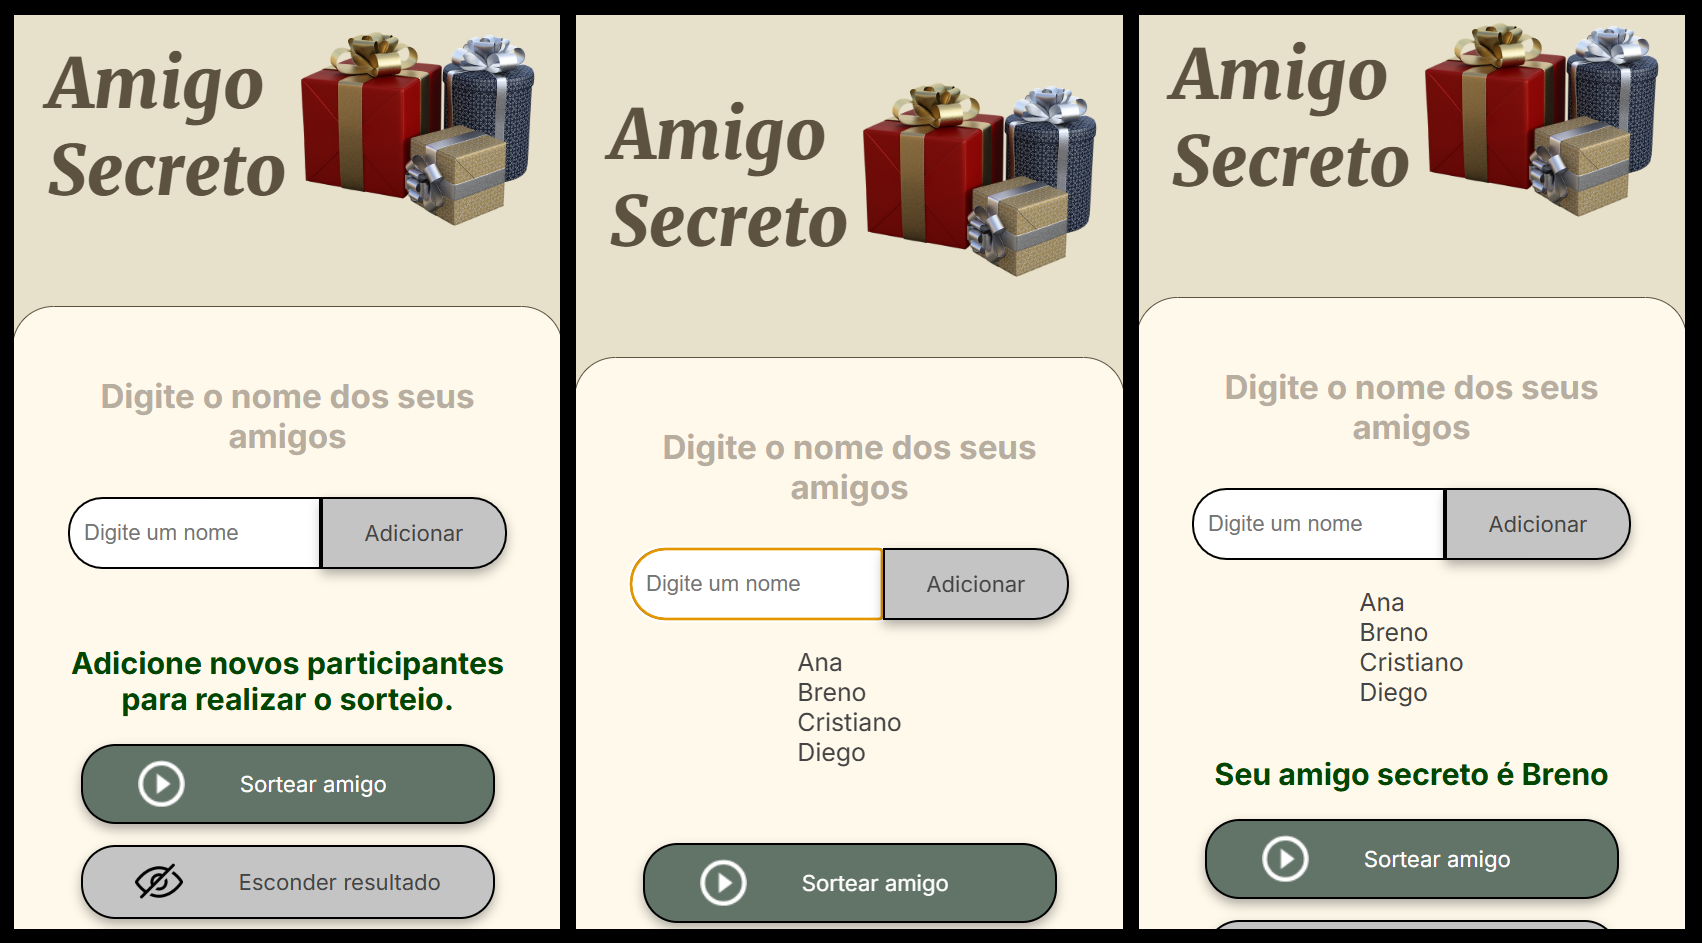 Amigo
Secreto
Digite o nome dos seus
amigos
Digite um nome
Adicionar
Adicione novos participantes
para realizar o sorteio.
Sortear amigo
Esconder resultado
Amigo
Secreto
Digite o nome dos seus
amigos
Digite um nome
Adicionar
Ana
Breno
Cristiano
Diego
Sortear amigo
Amigo
Secreto
Digite o nome dos seus
amigos
Digite um nome
Adicionar
Ana
Breno
Cristiano
Diego
Seu amigo secreto é Breno
Sortear amigo